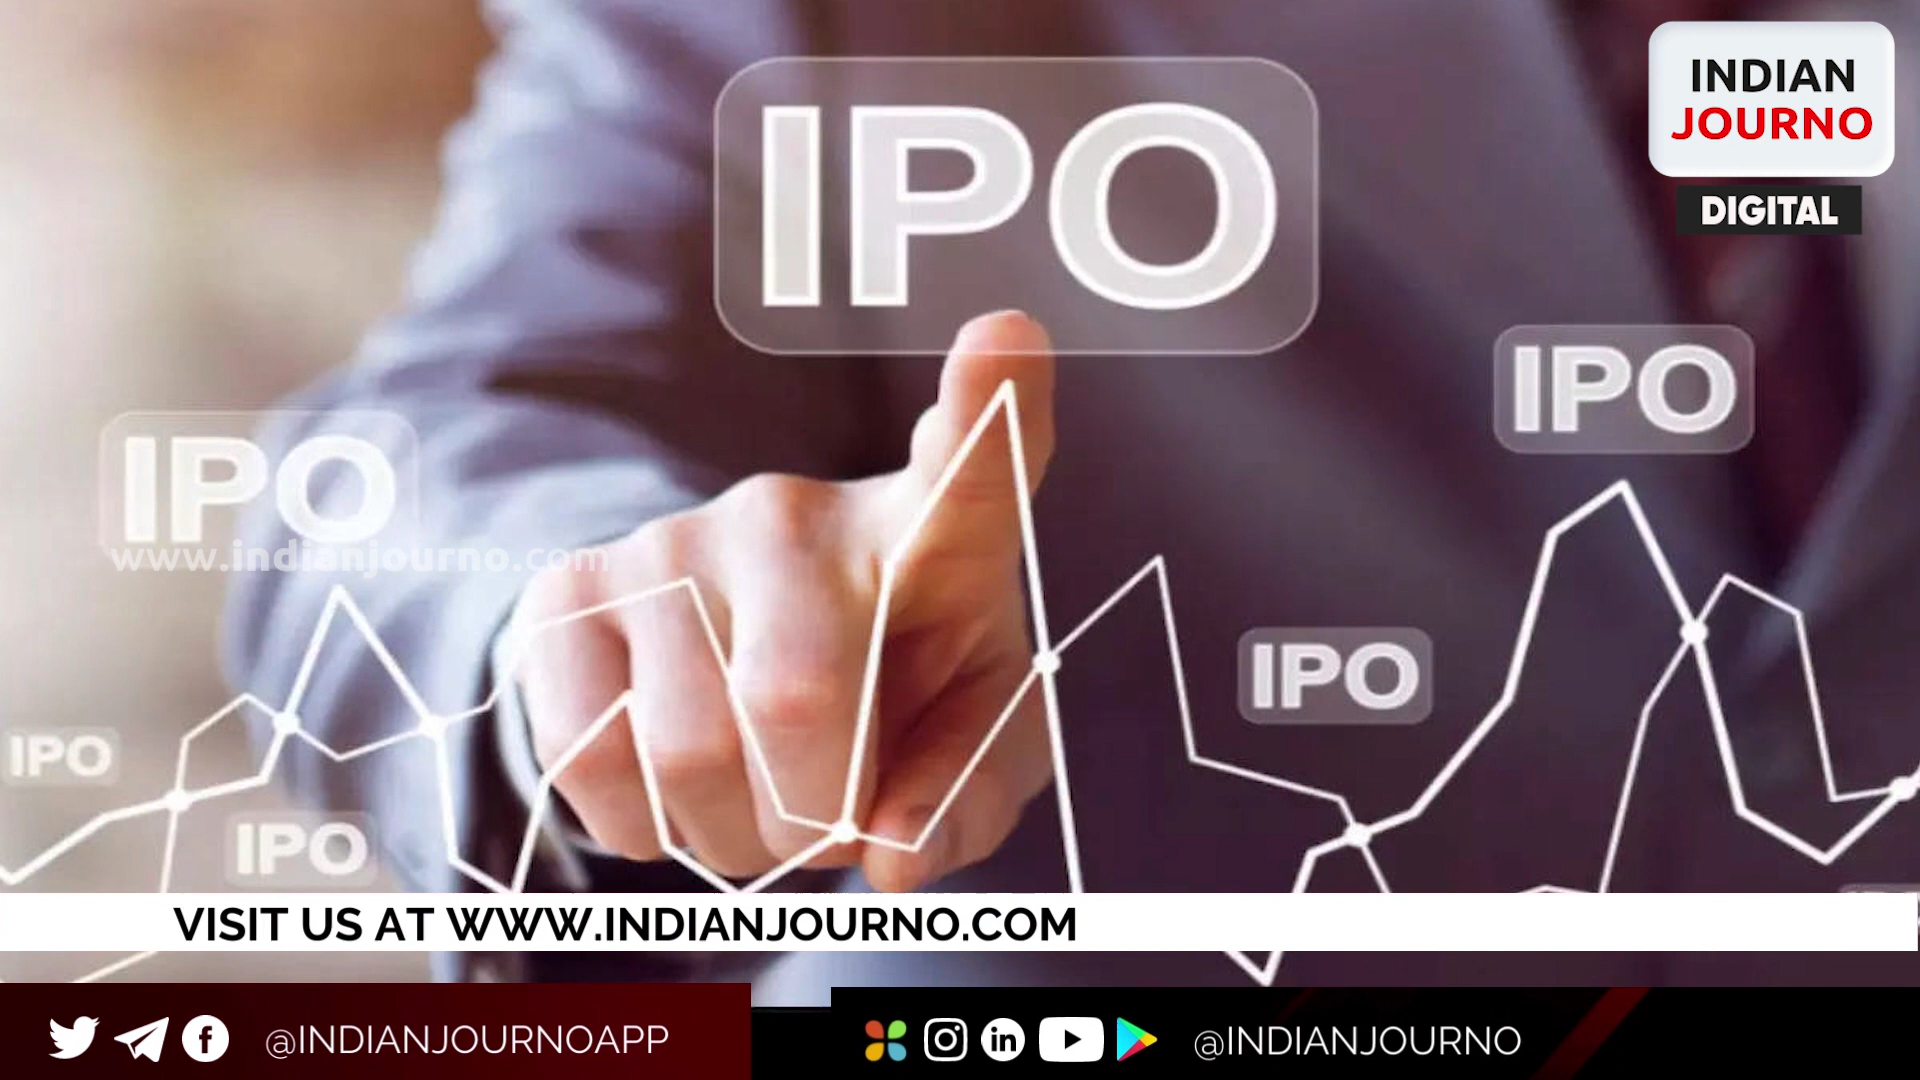 IPO
INDIAN
JOURNO
DIGITAL
IPO
IPO
www.indianjourno.com
IPO
IPO
IPO
VISIT US AT WWW.INDIANJOURNO.COM
@INDIANJOURNOAPP
@INDIANJOURNO